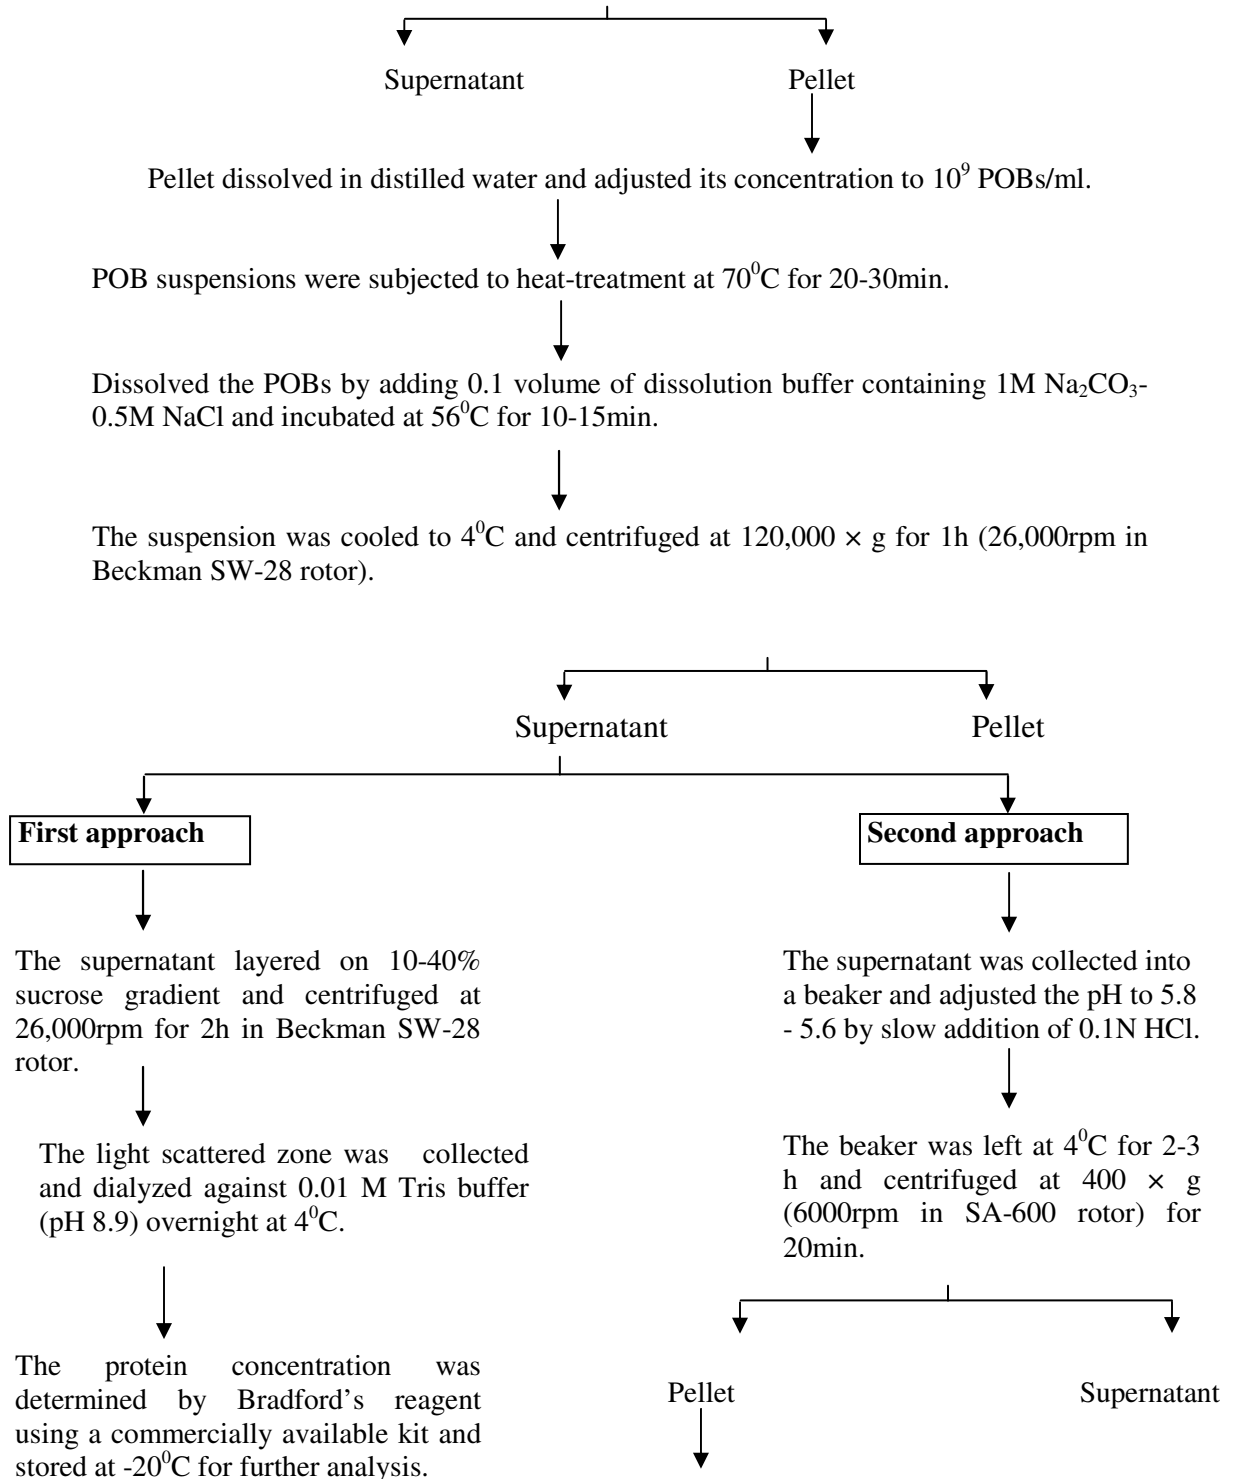 Supernatant
Pellet
Pellet dissolved in distilled water and adjusted its concentration to 10⁹ POBs/ml.
POB suspensions were subjected to heat-treatment at 70⁰C for 20-30min.
Dissolved the POBs by adding 0.1 volume of dissolution buffer containing 1M Na₂CO₃-
0.5M NaCl and incubated at 56⁰C for 10-15min.
The suspension was cooled to 4⁰C and centrifuged at 120,000 × g for 1h (26,000rpm in
Beckman SW-28 rotor).
Supernatant
Pellet
First approach
Second approach
The supernatant layered on 10-40%
sucrose gradient and centrifuged at
26,000rpm for 2h in Beckman SW-28
rotor.
The supernatant was collected into
a beaker and adjusted the pH to 5.8
- 5.6 by slow addition of 0.1N HCl.
The light scattered zone was collected
and dialyzed against 0.01 M Tris buffer
(pH 8.9) overnight at 4⁰C.
The beaker was left at 4⁰C for 2-3
h and centrifuged at 400 × g
(6000rpm in SA-600 rotor) for
20min.
The protein concentration was
determined by Bradford's reagent
using a commercially available kit and
stored at -20⁰C for further analysis.
Pellet
Supernatant